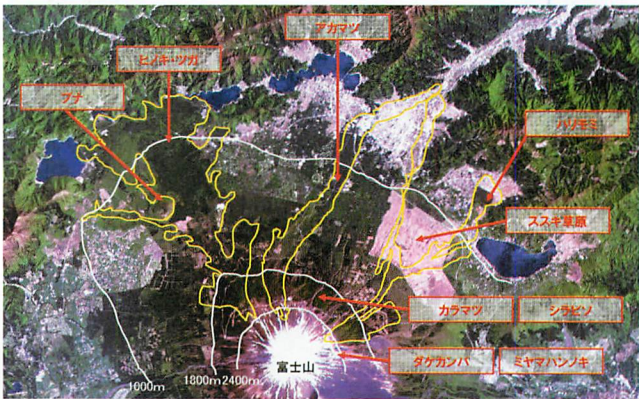 アカマツ
ヒノキ・ツガ
ブナ
ハリモミ
ススキ草原
カラマツ
シラビソ
ダケカンバ
ミヤマハンノキ
富士山
1000m
1800m
2400m